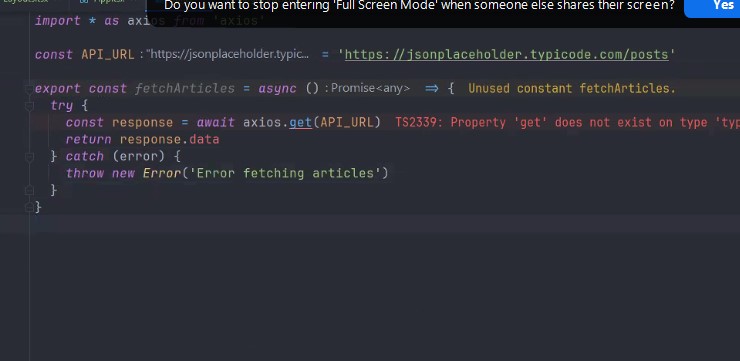 Do you want to stop entering 'Full Screen Mode' when someone else shares their screen? Yes
import * as axios from 'axios'
const API_URL : "https://jsonplaceholder.typic... = 'https://jsonplaceholder.typicode.com/posts'
export const fetchArticles = async () : Promise<any> ⇒ { Unused constant fetchArticles.
try {
const response = await axios.get(API_URL) TS2339: Property 'get' does not exist on type 'typ
return response.data
} catch (error) {
throw new Error('Error fetching articles')
}
}